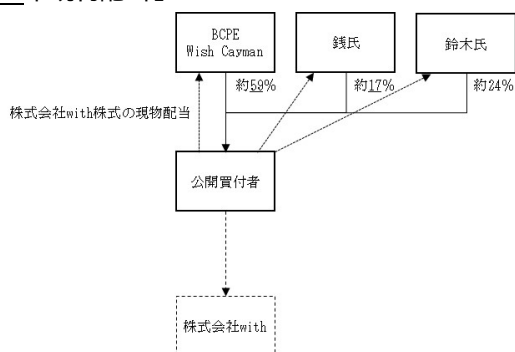 BCPE
Wish Cayman
銭氏
鈴木氏
約59%
約17%
約24%
株式会社with株式の現物配当
公開買付者
株式会社with